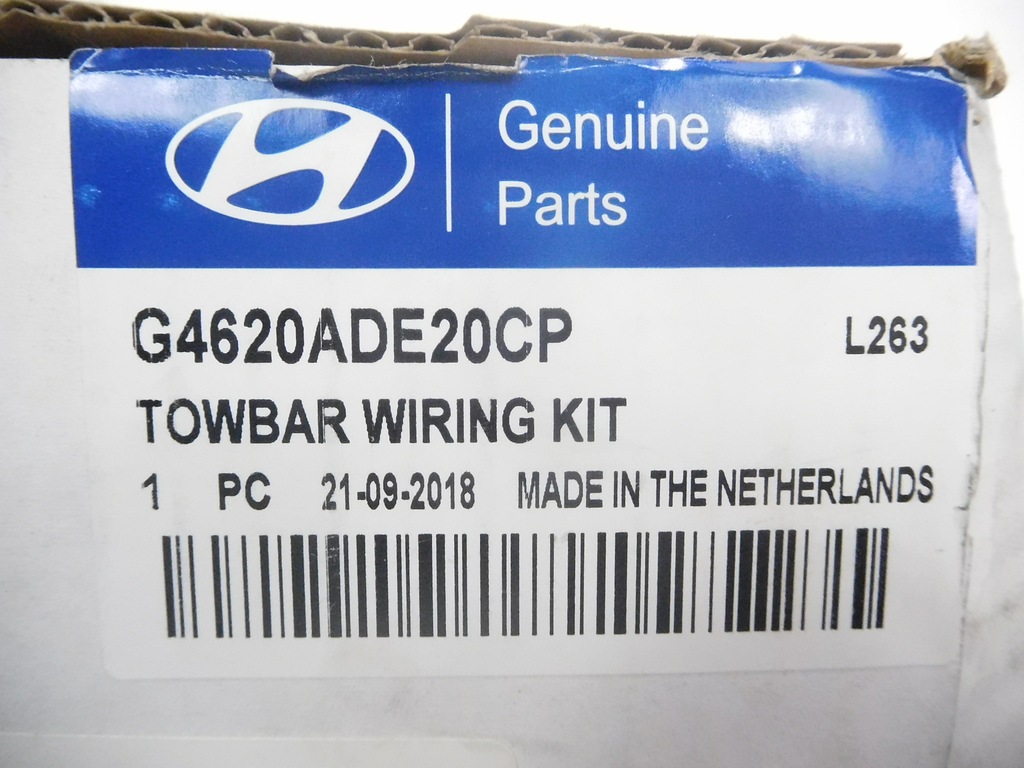 Genuine
Parts
G4620ADE20CP L263
TOWBAR WIRING KIT
1 PC 21-09-2018 MADE IN THE NETHERLANDS